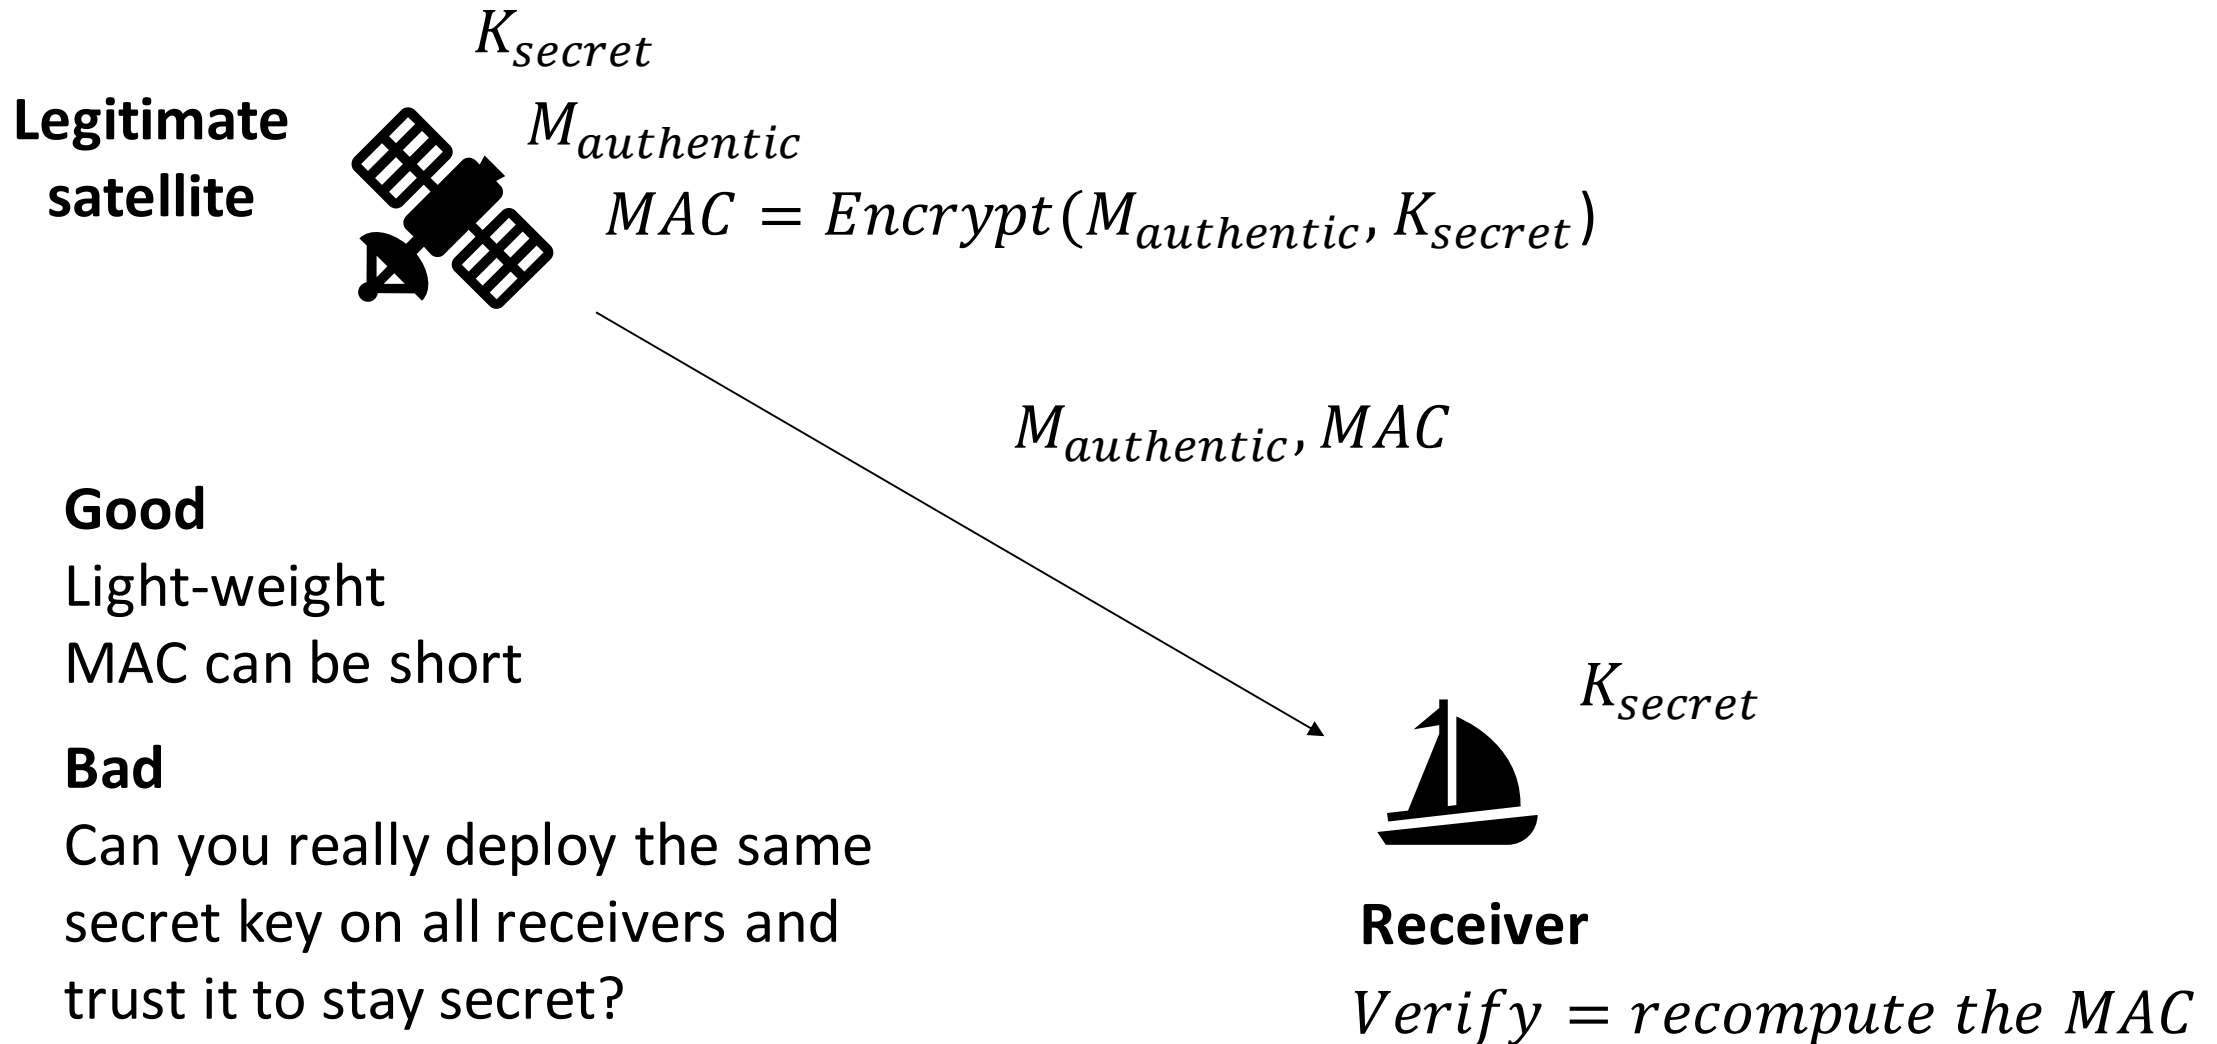 K_secret
Legitimate
satellite
M_authentic
MAC = Encrypt(M_authentic, K_secret)
M_authentic, MAC
Good
Light-weight
MAC can be short
Bad
Can you really deploy the same
secret key on all receivers and
trust it to stay secret?
K_secret
Receiver
Verify = recompute the MAC